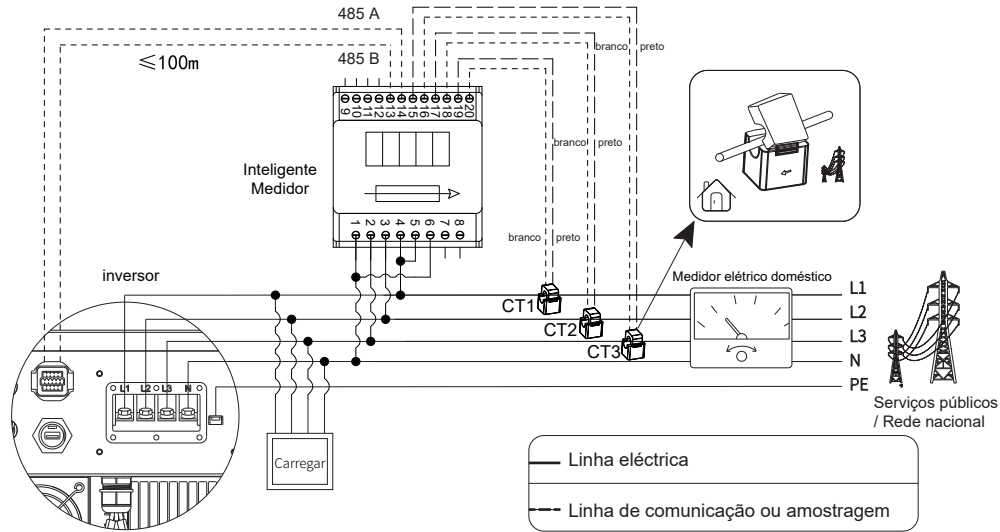 485 A
485 B
≤100m
branco preto
9 10 11 12 13 14 15 16 17 18 19 20
branco preto
Inteligente
Medidor
1 2 3 4 5 6 7 8
branco preto
inversor
Medidor elétrico doméstico
L1
L2
L3
N
PE
CT1
CT2
CT3
L1 L2 L3 N
Serviços públicos
/ Rede nacional
Carregar
Linha eléctrica
Linha de comunicação ou amostragem